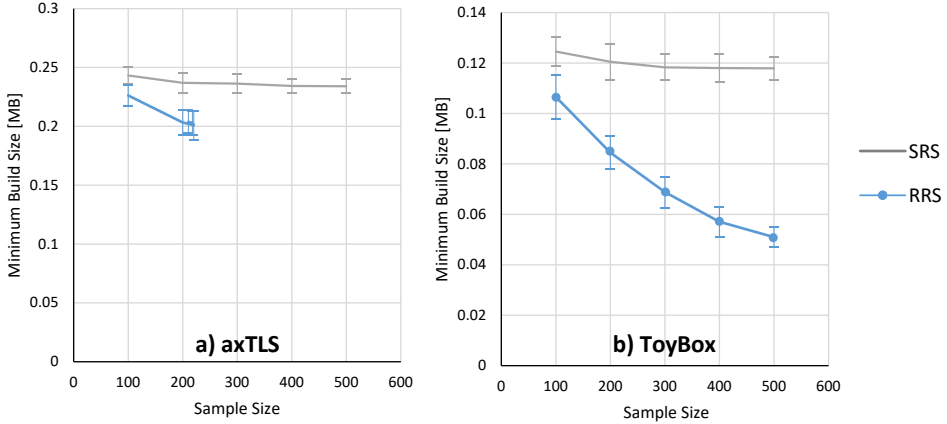 0.3
0.25
0.2
0.15
0.1
0.05
0
Minimum Build Size [MB]
a) axTLS
0 100 200 300 400 500 600
Sample Size
0.14
0.12
0.1
0.08
0.06
0.04
0.02
0
Minimum Build Size [MB]
b) ToyBox
0 100 200 300 400 500 600
Sample Size
SRS
RRS